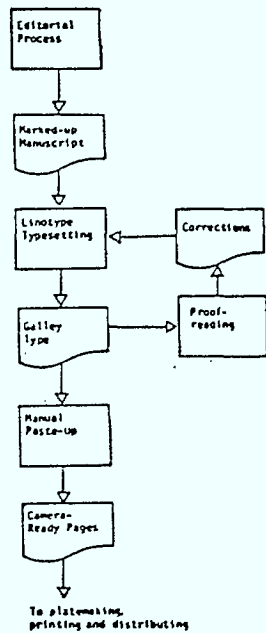 Editorial
Process
Marked-up
Manuscript
Linotype
Typesetting
Corrections
Galley
Type
Proof-
reading
Manual
Paste-Up
Camera-
Ready Pages
To platemaking,
printing and distributing